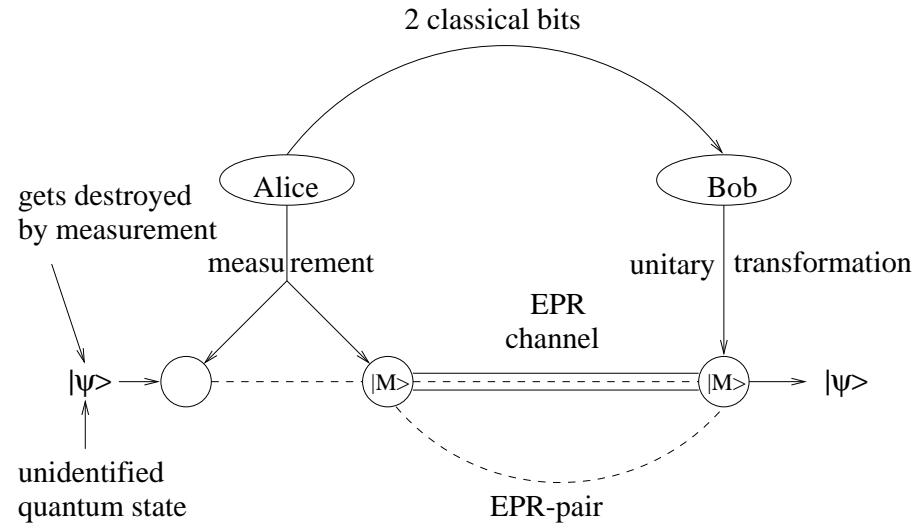 2 classical bits
Alice
Bob
gets destroyed
by measurement
measurement
unitary transformation
EPR
channel
|ψ>
|M>
|M>
|ψ>
unidentified
quantum state
EPR-pair